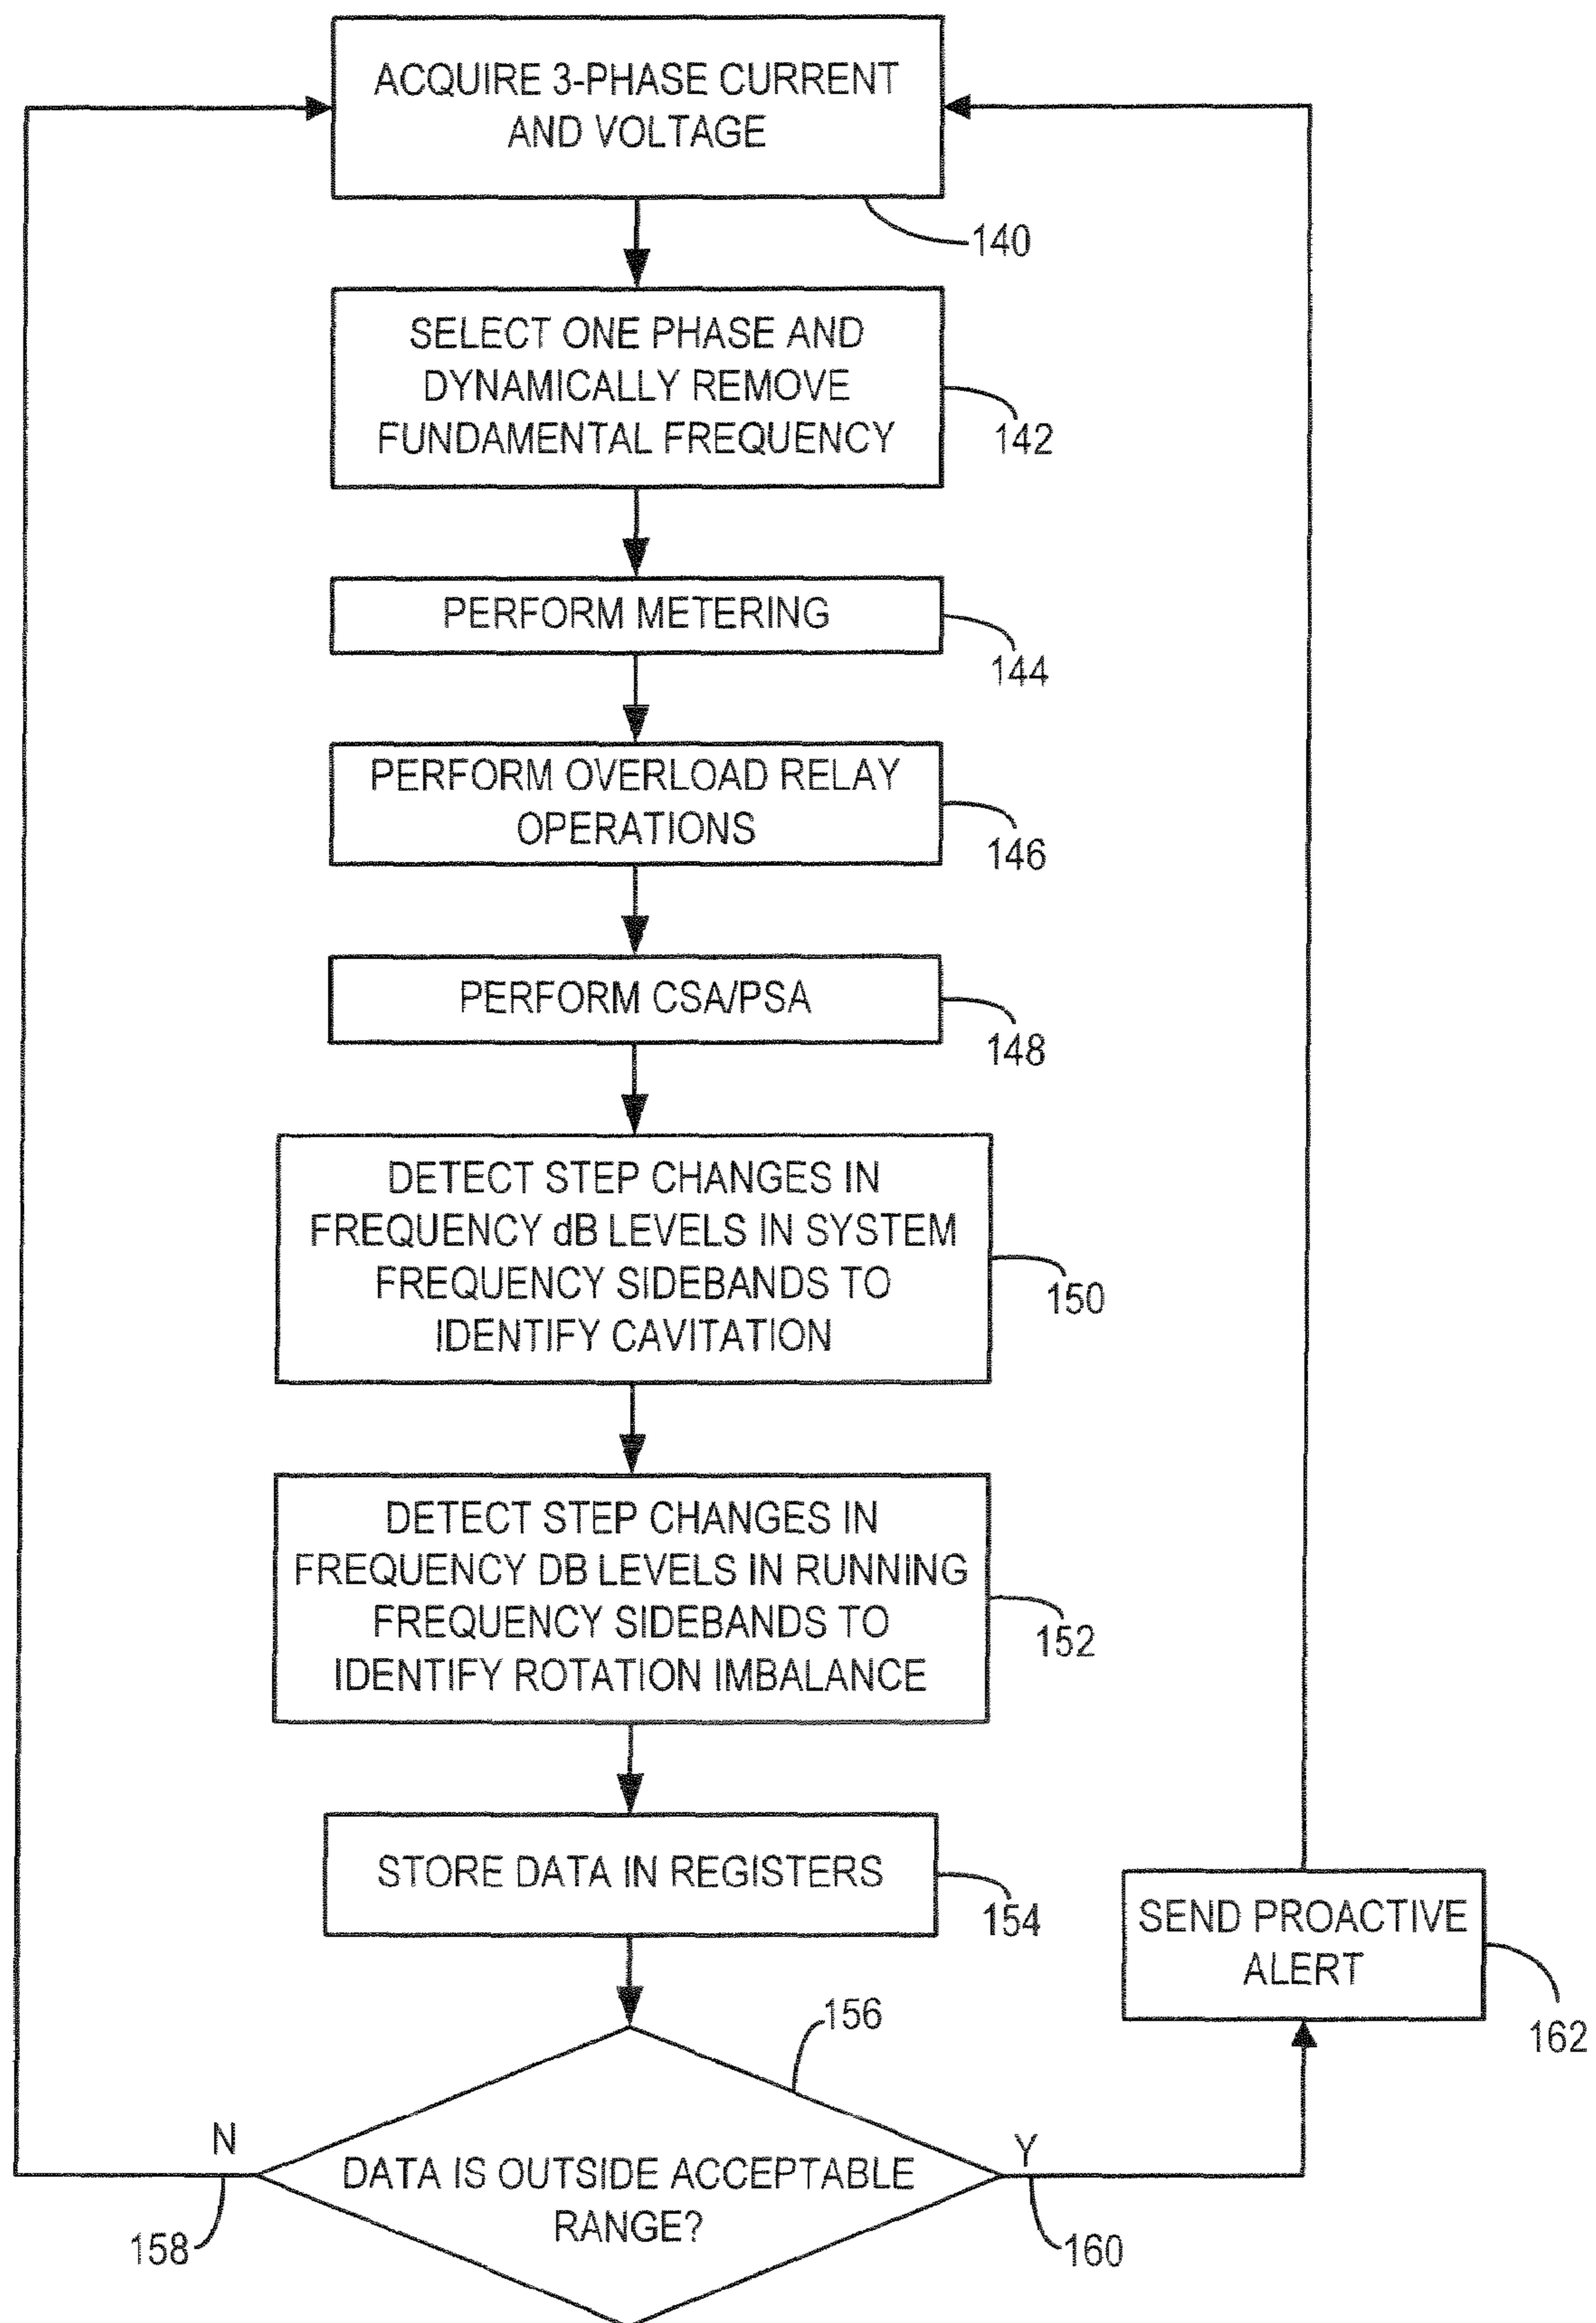 ACQUIRE 3-PHASE CURRENT
AND VOLTAGE
140
SELECT ONE PHASE AND
DYNAMICALLY REMOVE
FUNDAMENTAL FREQUENCY
142
PERFORM METERING
144
PERFORM OVERLOAD RELAY
OPERATIONS
146
PERFORM CSA/PSA
148
DETECT STEP CHANGES IN
FREQUENCY dB LEVELS IN SYSTEM
FREQUENCY SIDEBANDS TO
IDENTIFY CAVITATION
150
DETECT STEP CHANGES IN
FREQUENCY DB LEVELS IN RUNNING
FREQUENCY SIDEBANDS TO
IDENTIFY ROTATION IMBALANCE
152
STORE DATA IN REGISTERS
154
SEND PROACTIVE
ALERT
162
156
N
Y
DATA IS OUTSIDE ACCEPTABLE
RANGE?
158
160